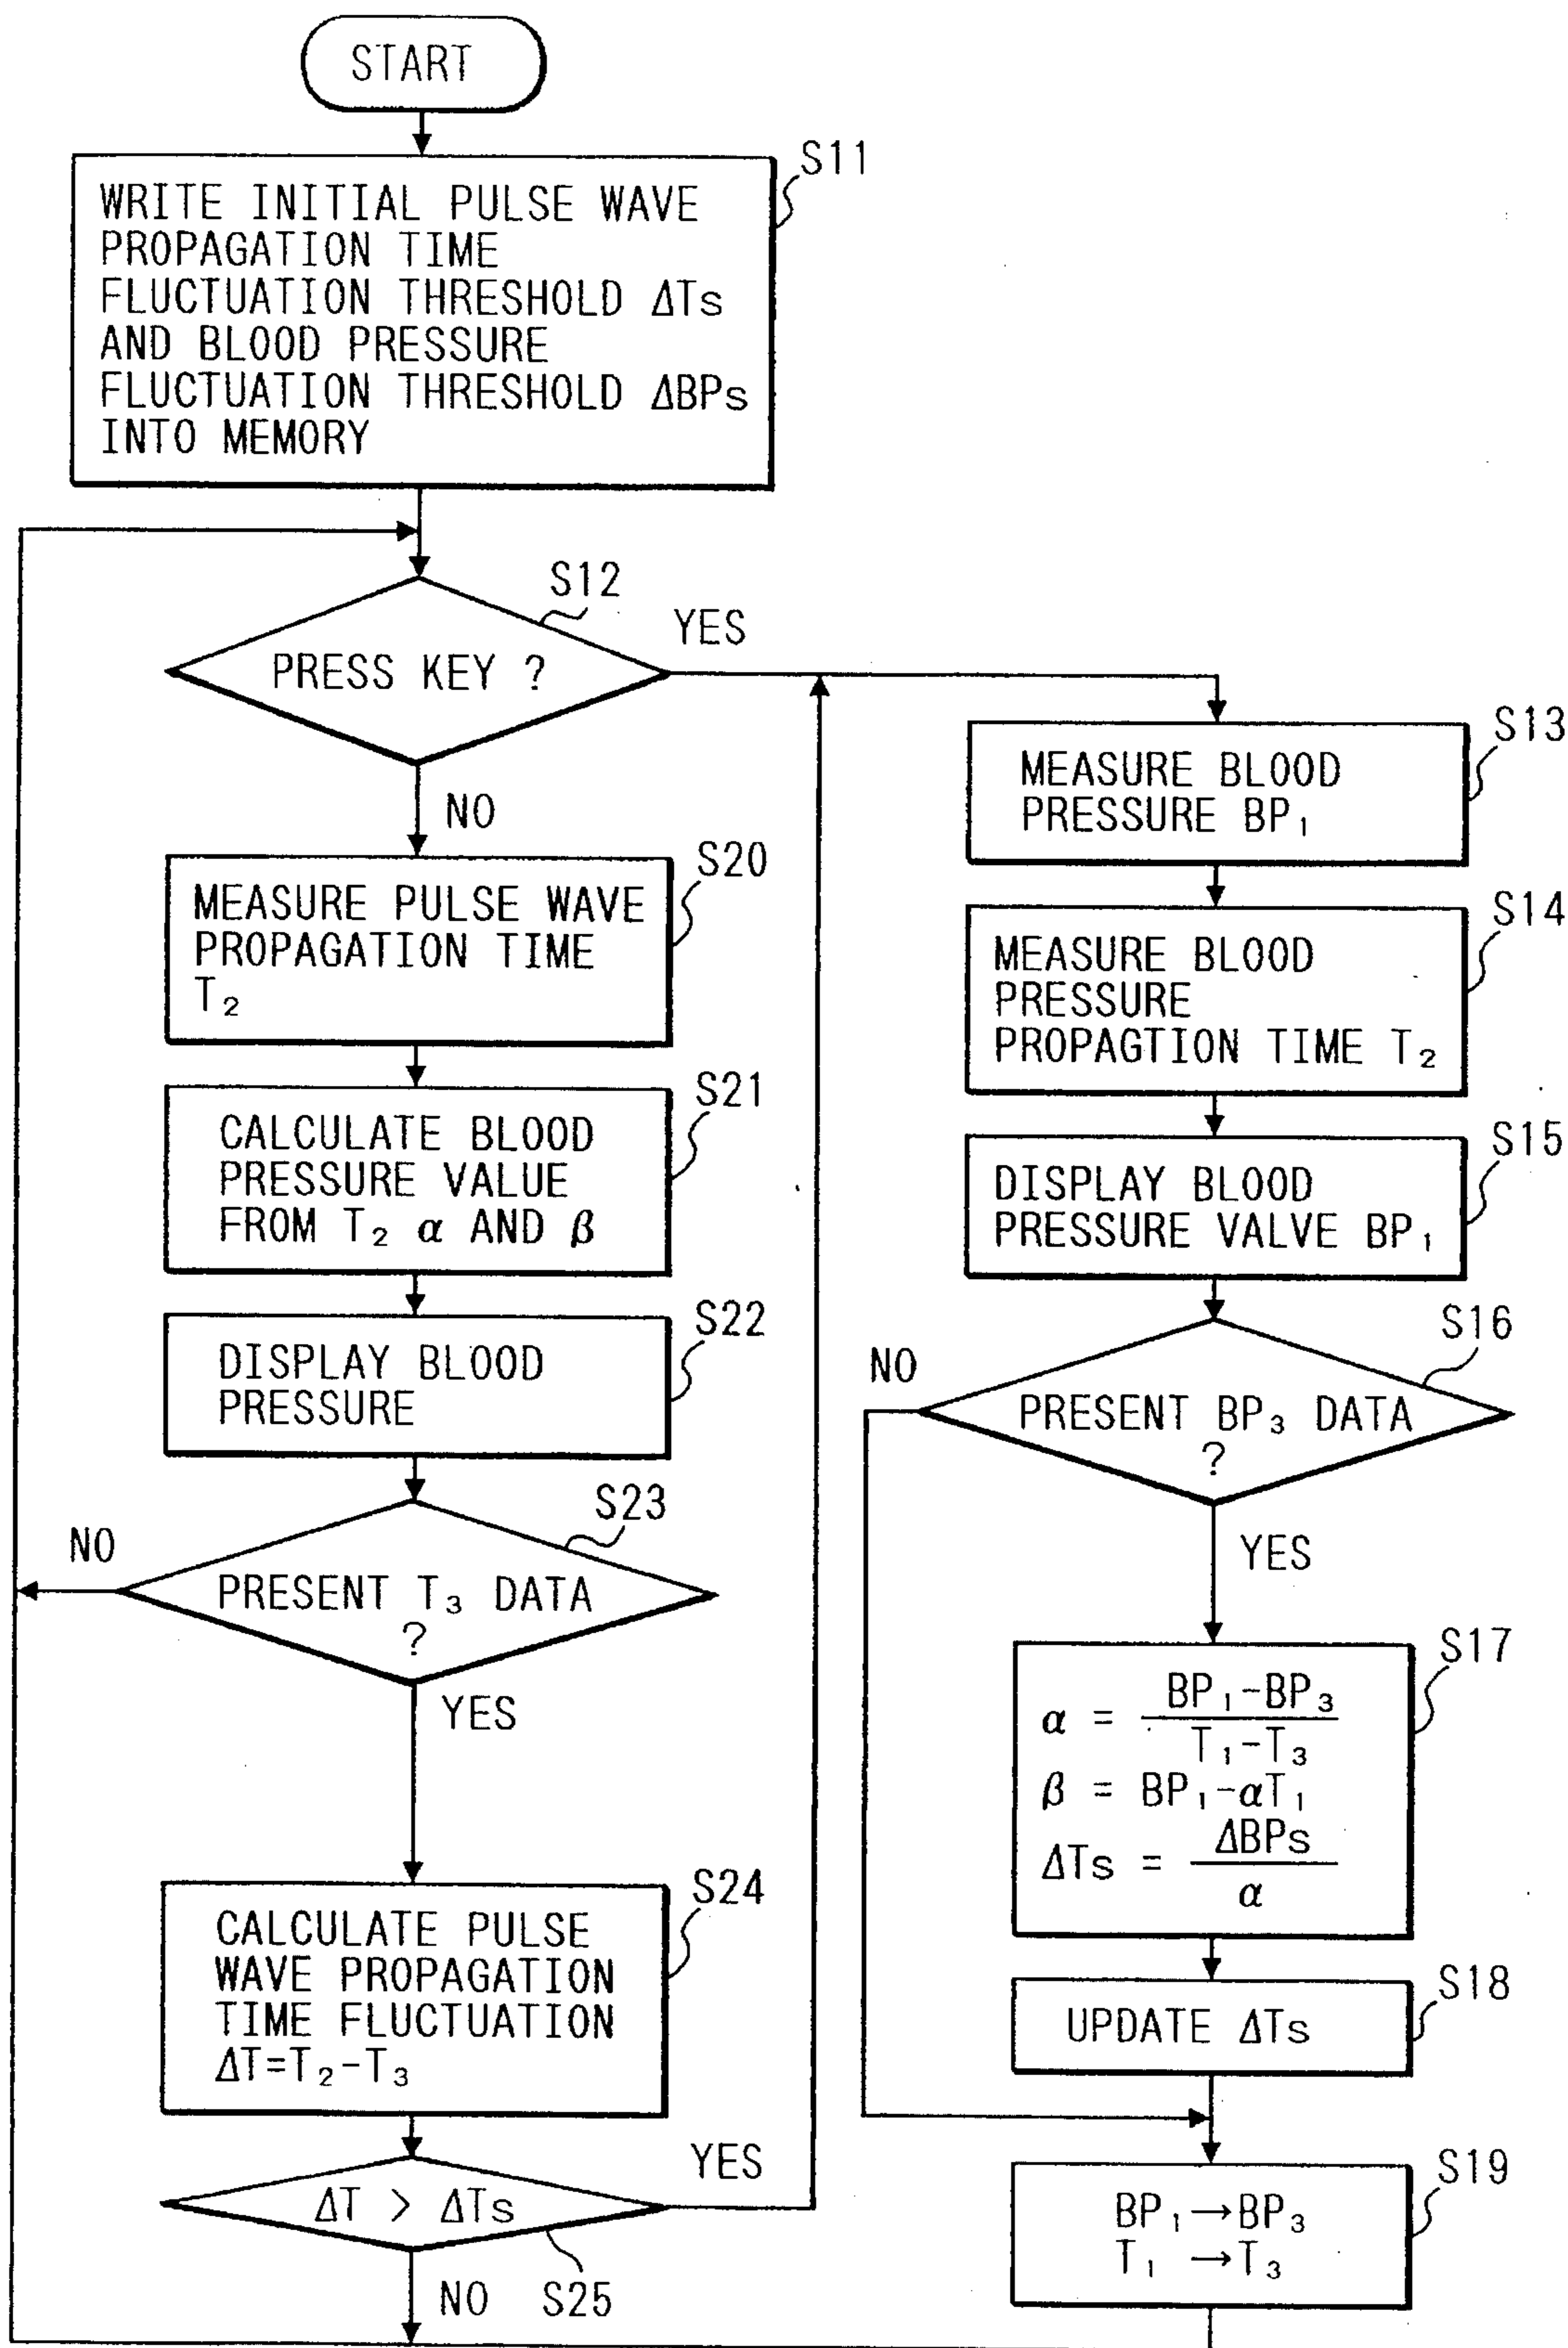 START
S11
WRITE INITIAL PULSE WAVE
PROPAGATION TIME
FLUCTUATION THRESHOLD ΔTs
AND BLOOD PRESSURE
FLUCTUATION THRESHOLD ΔBPs
INTO MEMORY
S12
PRESS KEY ?
YES
NO
S20
MEASURE PULSE WAVE
PROPAGATION TIME
T₂
S21
CALCULATE BLOOD
PRESSURE VALUE
FROM T₂ α AND β
S22
DISPLAY BLOOD
PRESSURE
S23
PRESENT T₃ DATA
?
NO
YES
S24
CALCULATE PULSE
WAVE PROPAGATION
TIME FLUCTUATION
ΔT=T₂-T₃
ΔT > ΔTs
YES
S25
NO
S13
MEASURE BLOOD
PRESSURE BP₁
S14
MEASURE BLOOD
PRESSURE
PROPAGTION TIME T₂
S15
DISPLAY BLOOD
PRESSURE VALVE BP₁
S16
PRESENT BP₃ DATA
?
NO
YES
S17
α = BP₁-BP₃ / T₁-T₃
β = BP₁-αT₁
ΔTs = ΔBPs / α
S18
UPDATE ΔTs
S19
BP₁→BP₃
T₁ →T₃